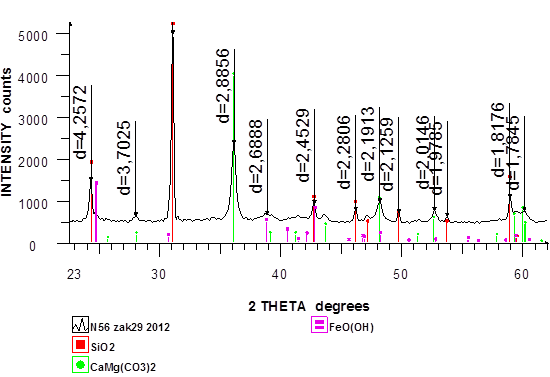 5000
4000
3000
2000
1000
0
INTENSITY counts
d=4,2572
d=3,7025
d=2,8856
d=2,6888
d=2,4529
d=2,2806
d=2,1913
d=2,1259
d=2,0146
d=1,9785
d=1,8176
d=1,7845
23 30 40 50 60
2 THETA degrees
N56 zak29 2012 FeO(OH)
SiO2
CaMg(CO3)2